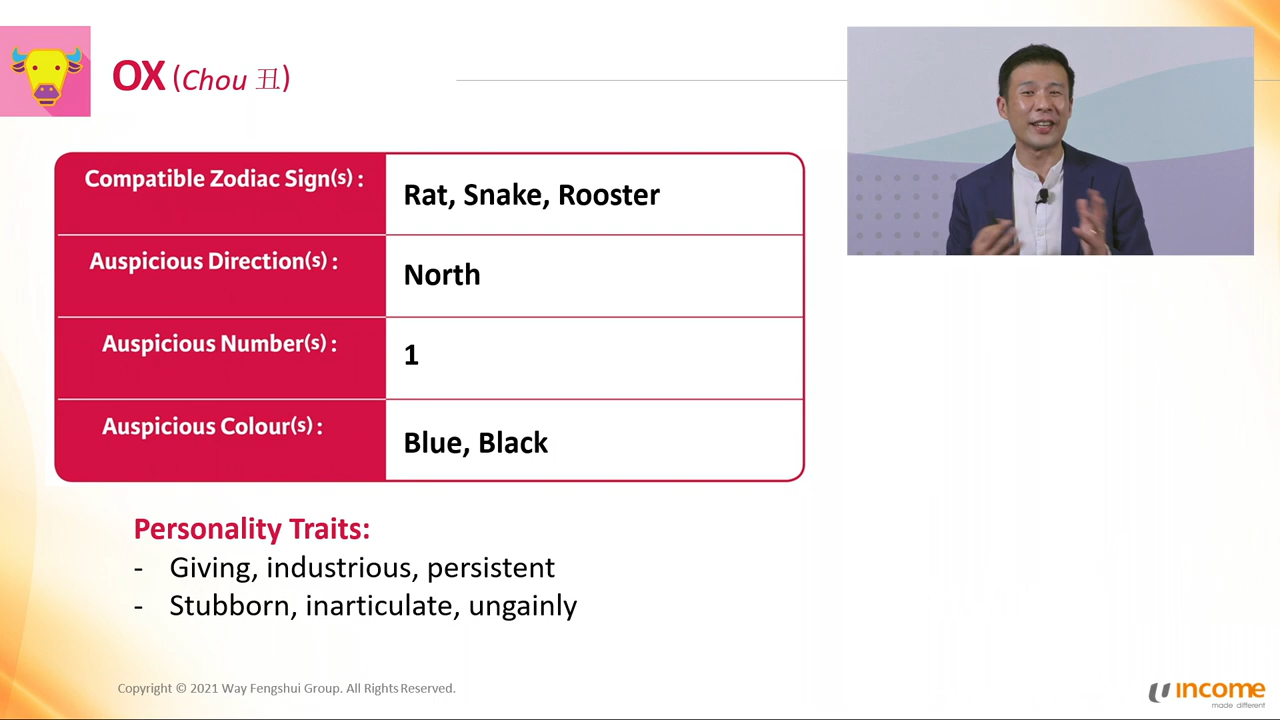 OX (Chou 丑)
Compatible Zodiac Sign(s) :
Rat, Snake, Rooster
Auspicious Direction(s) :
North
Auspicious Number(s) :
1
Auspicious Colour(s) :
Blue, Black
Personality Traits:
- Giving, industrious, persistent
- Stubborn, inarticulate, ungainly
Copyright © 2021 Way Fengshui Group. All Rights Reserved.
income
made different